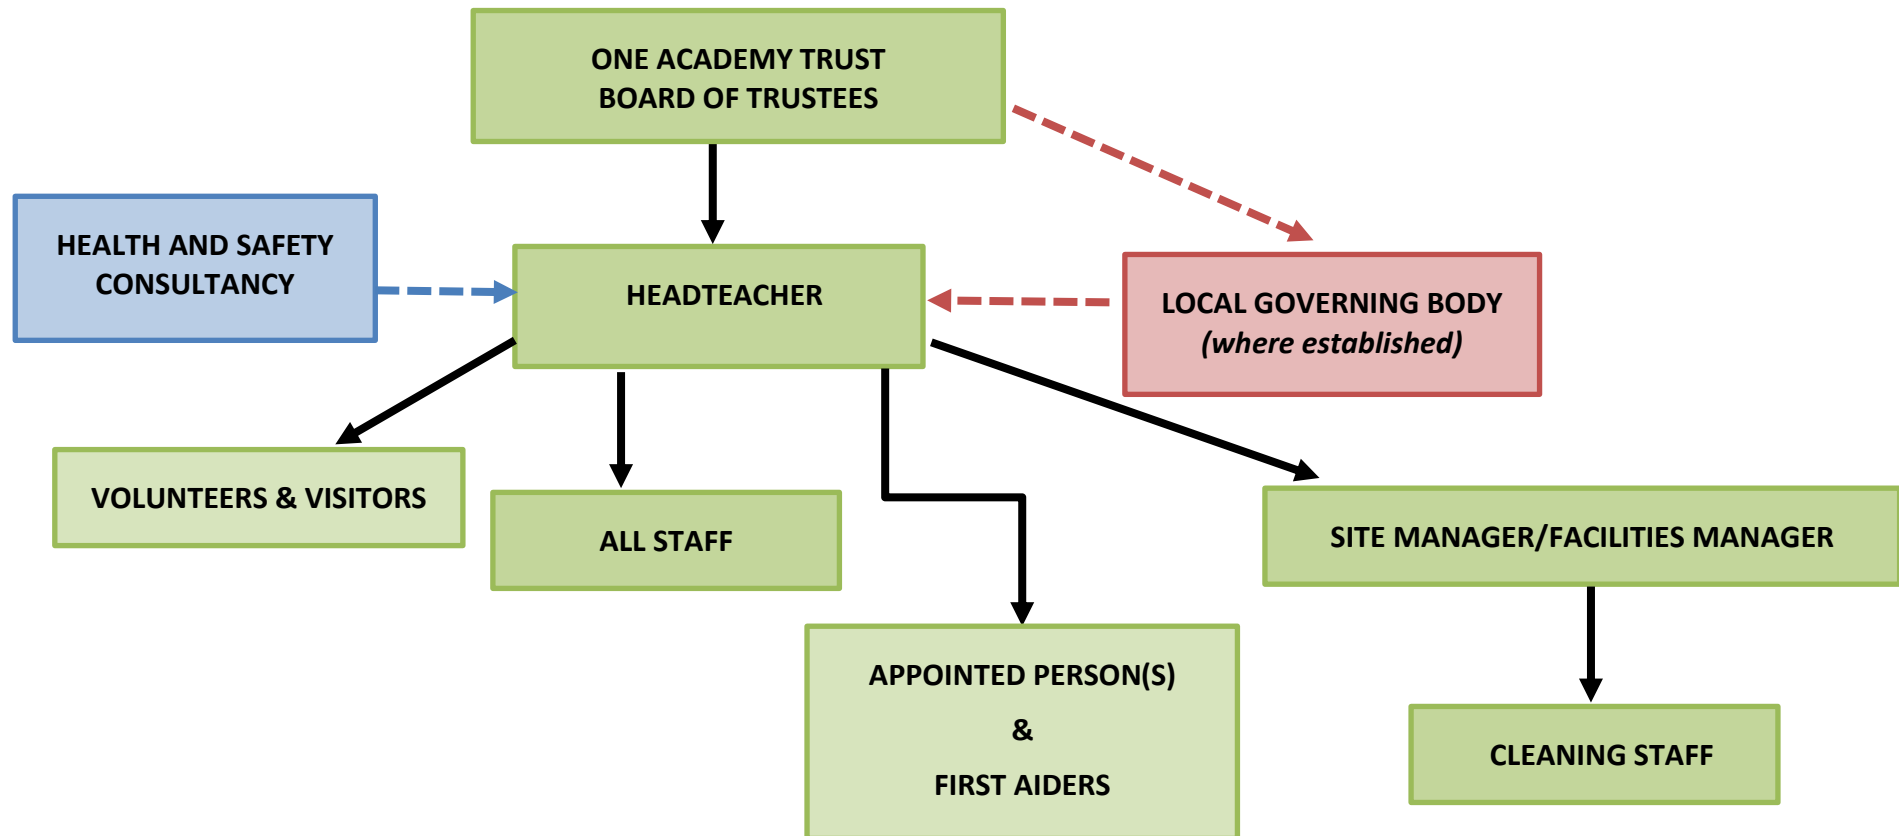 ONE ACADEMY TRUST
BOARD OF TRUSTEES
HEALTH AND SAFETY
CONSULTANCY
HEADTEACHER
LOCAL GOVERNING BODY
(where established)
VOLUNTEERS & VISITORS
ALL STAFF
SITE MANAGER/FACILITIES MANAGER
APPOINTED PERSON(S)
&
FIRST AIDERS
CLEANING STAFF